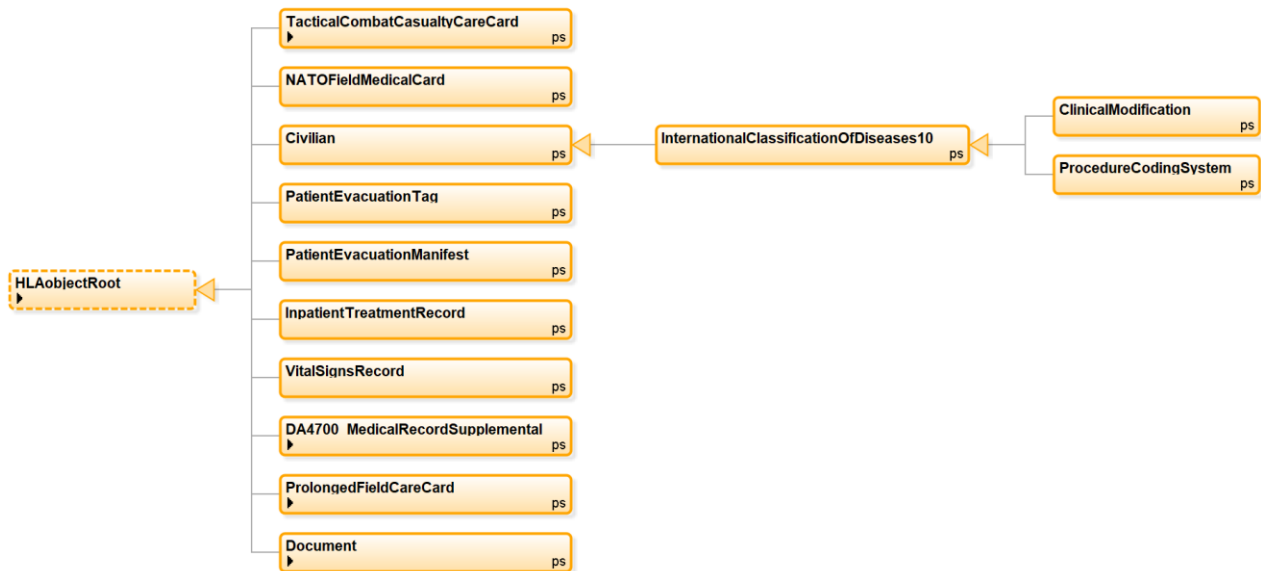 TacticalCombatCasualtyCareCard
ps
NATOFieldMedicalCard
ps
Civilian
ps
InternationalClassificationOfDiseases10
ps
ClinicalModification
ps
ProcedureCodingSystem
ps
PatientEvacuationTag
ps
PatientEvacuationManifest
ps
HLAobjectRoot
InpatientTreatmentRecord
ps
VitalSignsRecord
ps
DA4700_MedicalRecordSupplemental
ps
ProlongedFieldCareCard
ps
Document
ps